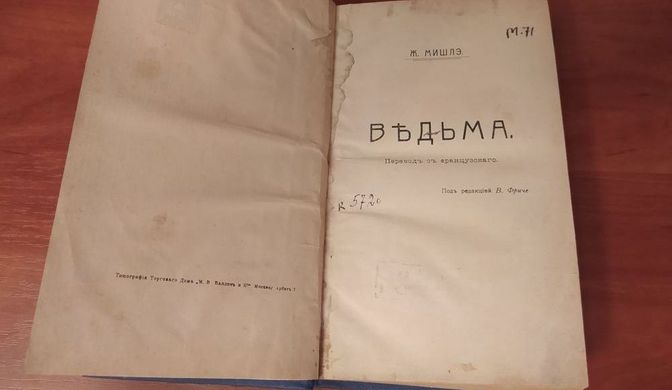 Типографія Торговаго Дома „М. В. Балдинъ и Ко“ Москва, Арбатъ
Ж. МИШЛЭ.
М.71
ВѢДЬМА.
Переводъ съ французскаго.
Подъ редакціей В. Фриче
5720